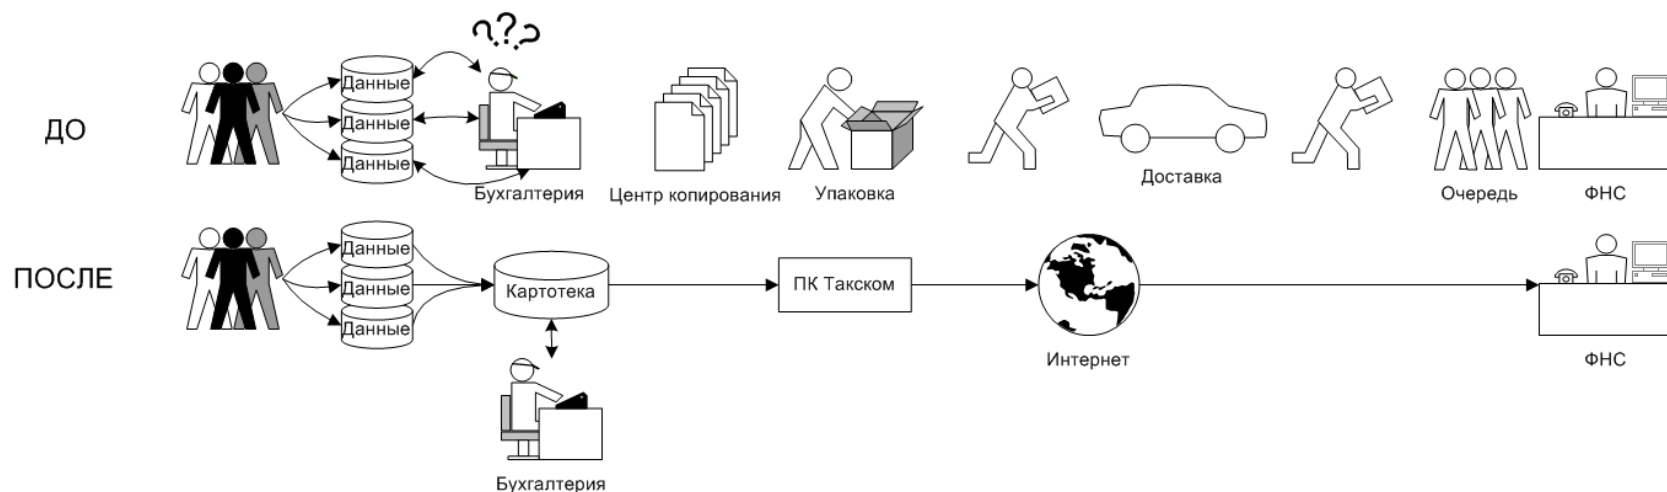 ?
?
?
ДО
Данные
Данные
Данные
Бухгалтерия
Центр копирования
Упаковка
Доставка
Очередь
ФНС
ПОСЛЕ
Данные
Данные
Данные
Картотека
ПК Такском
Интернет
ФНС
Бухгалтерия